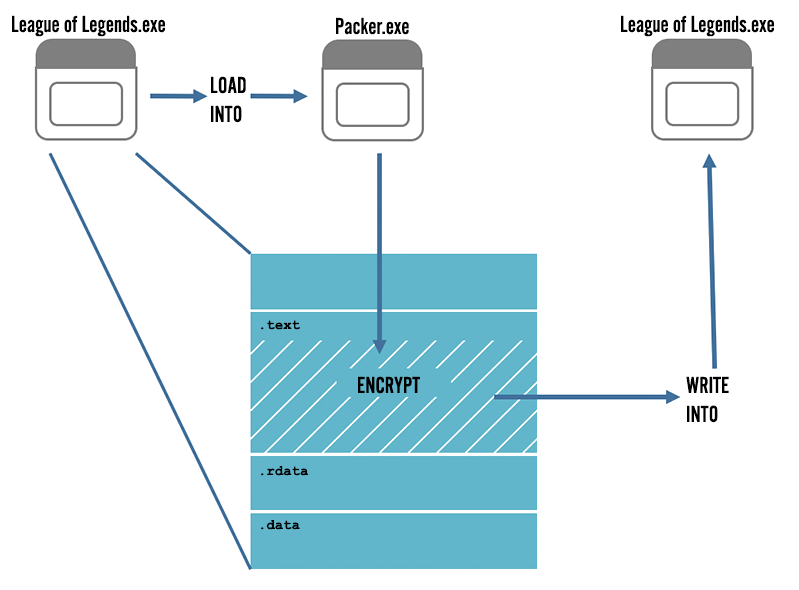 League of Legends.exe
Packer.exe
League of Legends.exe
LOAD
INTO
.text
ENCRYPT
WRITE
INTO
.rdata
.data